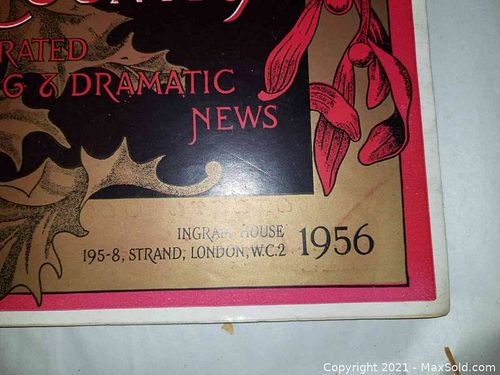 RATED
G & DRAMATIC
NEWS
INGRAM HOUSE
195-8, STRAND, LONDON, W.C.2 1956
Copyright 2021 - MaxSold.com